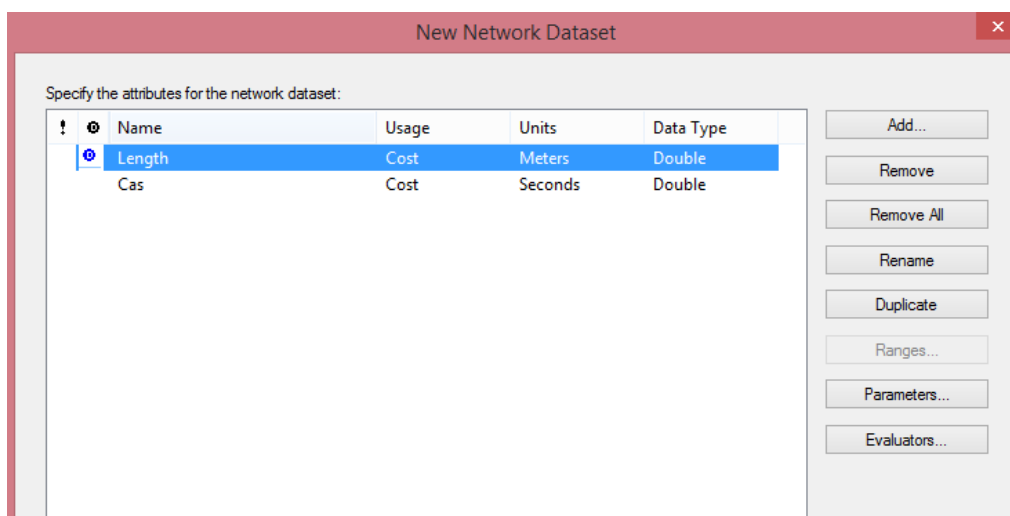 New Network Dataset
Specify the attributes for the network dataset:
! Name Usage Units Data Type
Length Cost Meters Double
Cas Cost Seconds Double
Add...
Remove
Remove All
Rename
Duplicate
Ranges...
Parameters...
Evaluators...